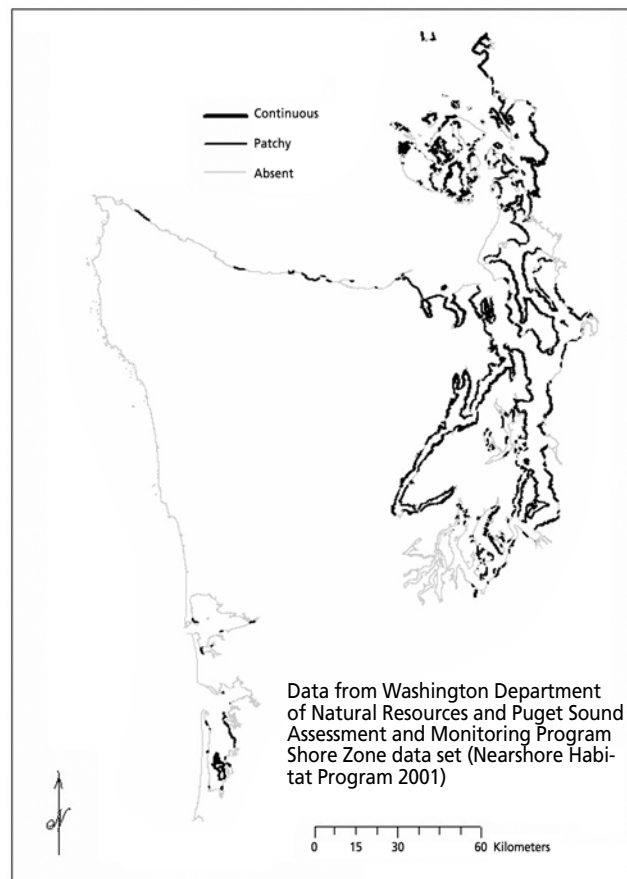 Continuous
Patchy
Absent
Data from Washington Department
of Natural Resources and Puget Sound
Assessment and Monitoring Program
Shore Zone data set (Nearshore Habi-
tat Program 2001)
N
0 15 30 60 Kilometers